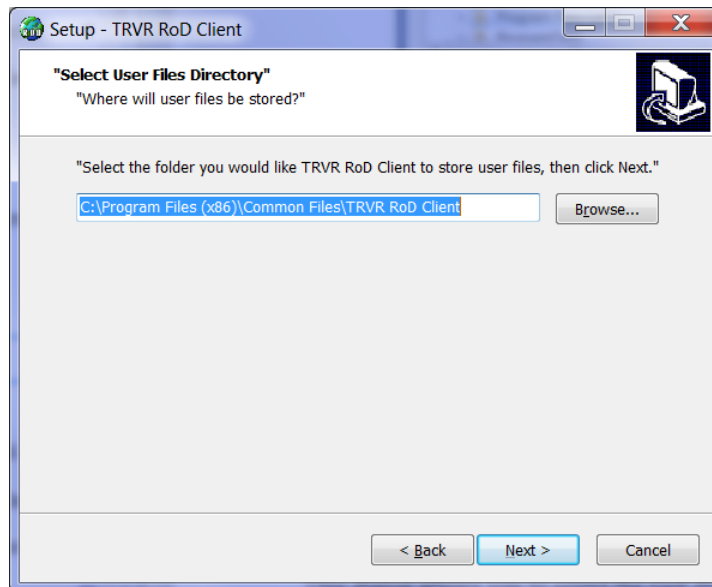 Setup - TRVR RoD Client
"Select User Files Directory"
"Where will user files be stored?"
"Select the folder you would like TRVR RoD Client to store user files, then click Next."
C:\Program Files (x86)\Common Files\TRVR RoD Client
Browse...
< Back
Next >
Cancel